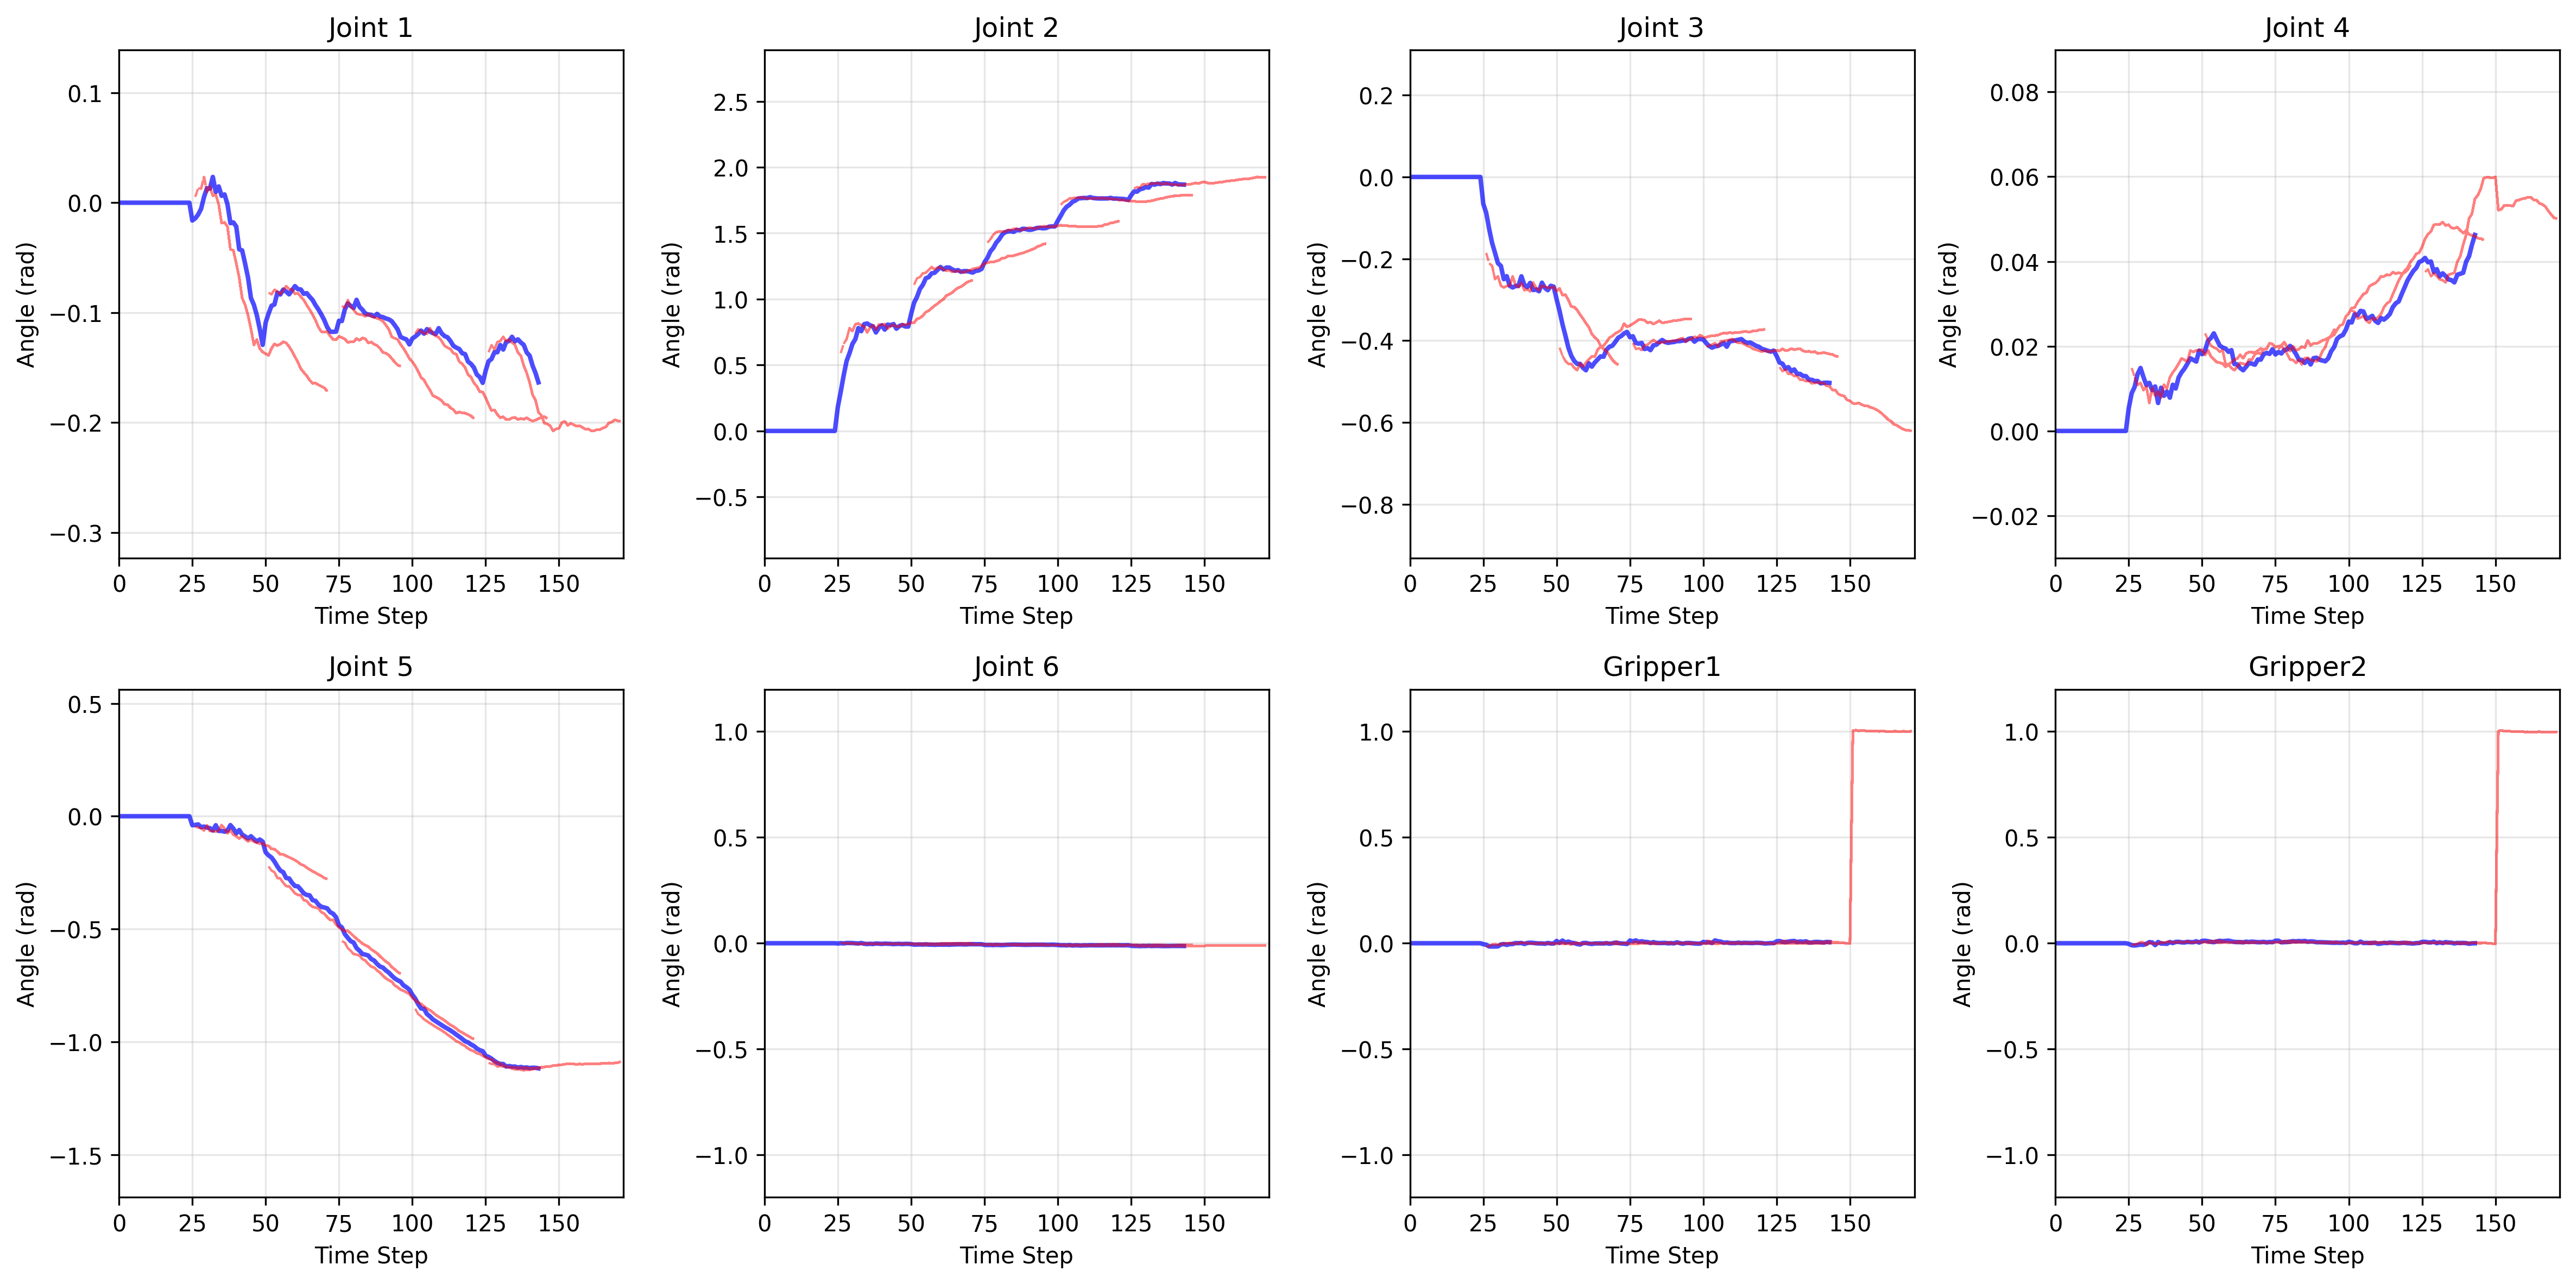 Joint 1
Joint 2
Joint 3
Joint 4
0.1
0.0
−0.1
−0.2
−0.3
Angle (rad)
0 25 50 75 100 125 150
Time Step
2.5
2.0
1.5
1.0
0.5
0.0
−0.5
Angle (rad)
0 25 50 75 100 125 150
Time Step
0.2
0.0
−0.2
−0.4
−0.6
−0.8
Angle (rad)
0 25 50 75 100 125 150
Time Step
0.08
0.06
0.04
0.02
0.00
−0.02
Angle (rad)
0 25 50 75 100 125 150
Time Step
Joint 5
Joint 6
Gripper1
Gripper2
0.5
0.0
−0.5
−1.0
−1.5
Angle (rad)
0 25 50 75 100 125 150
Time Step
1.0
0.5
0.0
−0.5
−1.0
Angle (rad)
0 25 50 75 100 125 150
Time Step
1.0
0.5
0.0
−0.5
−1.0
Angle (rad)
0 25 50 75 100 125 150
Time Step
1.0
0.5
0.0
−0.5
−1.0
Angle (rad)
0 25 50 75 100 125 150
Time Step